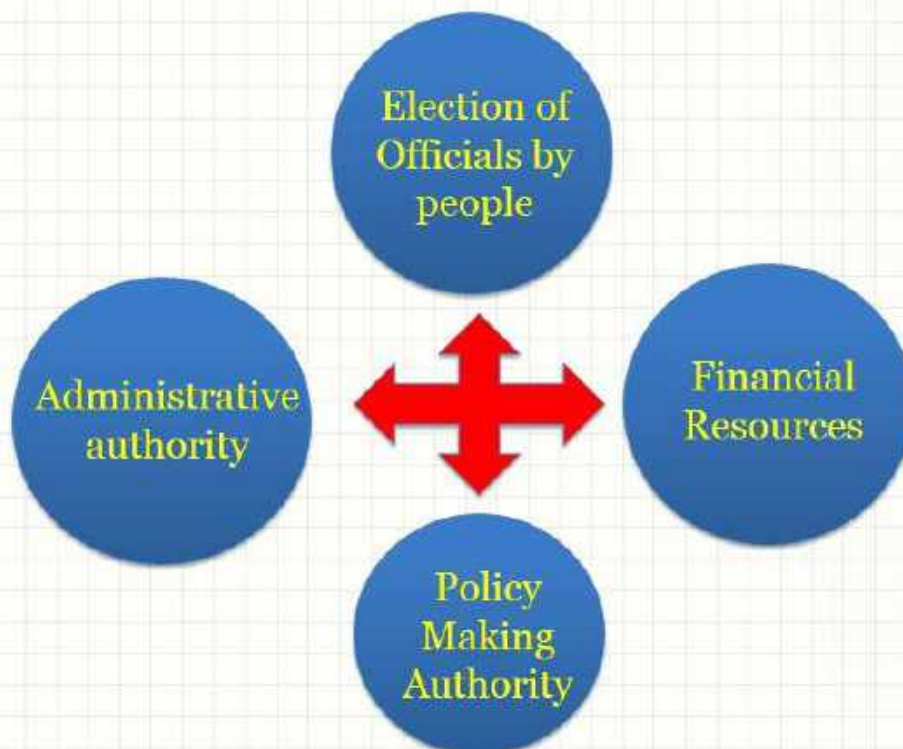 Election of
Officials by
people
Administrative
authority
Financial
Resources
Policy
Making
Authority